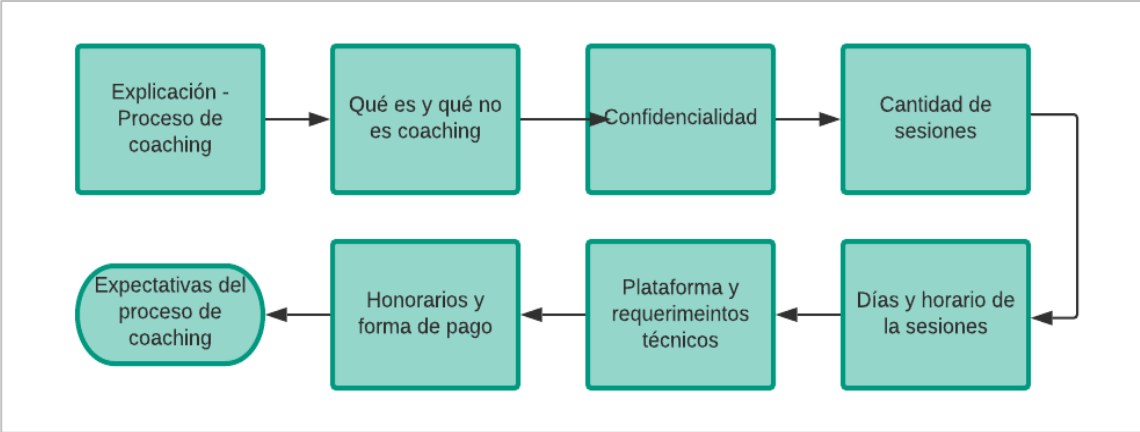 Explicación -
Proceso de
coaching
Qué es y qué no
es coaching
Confidencialidad
Cantidad de
sesiones
Días y horario de
la sesiones
Plataforma y
requerimeintos
técnicos
Honorarios y
forma de pago
Expectativas del
proceso de
coaching